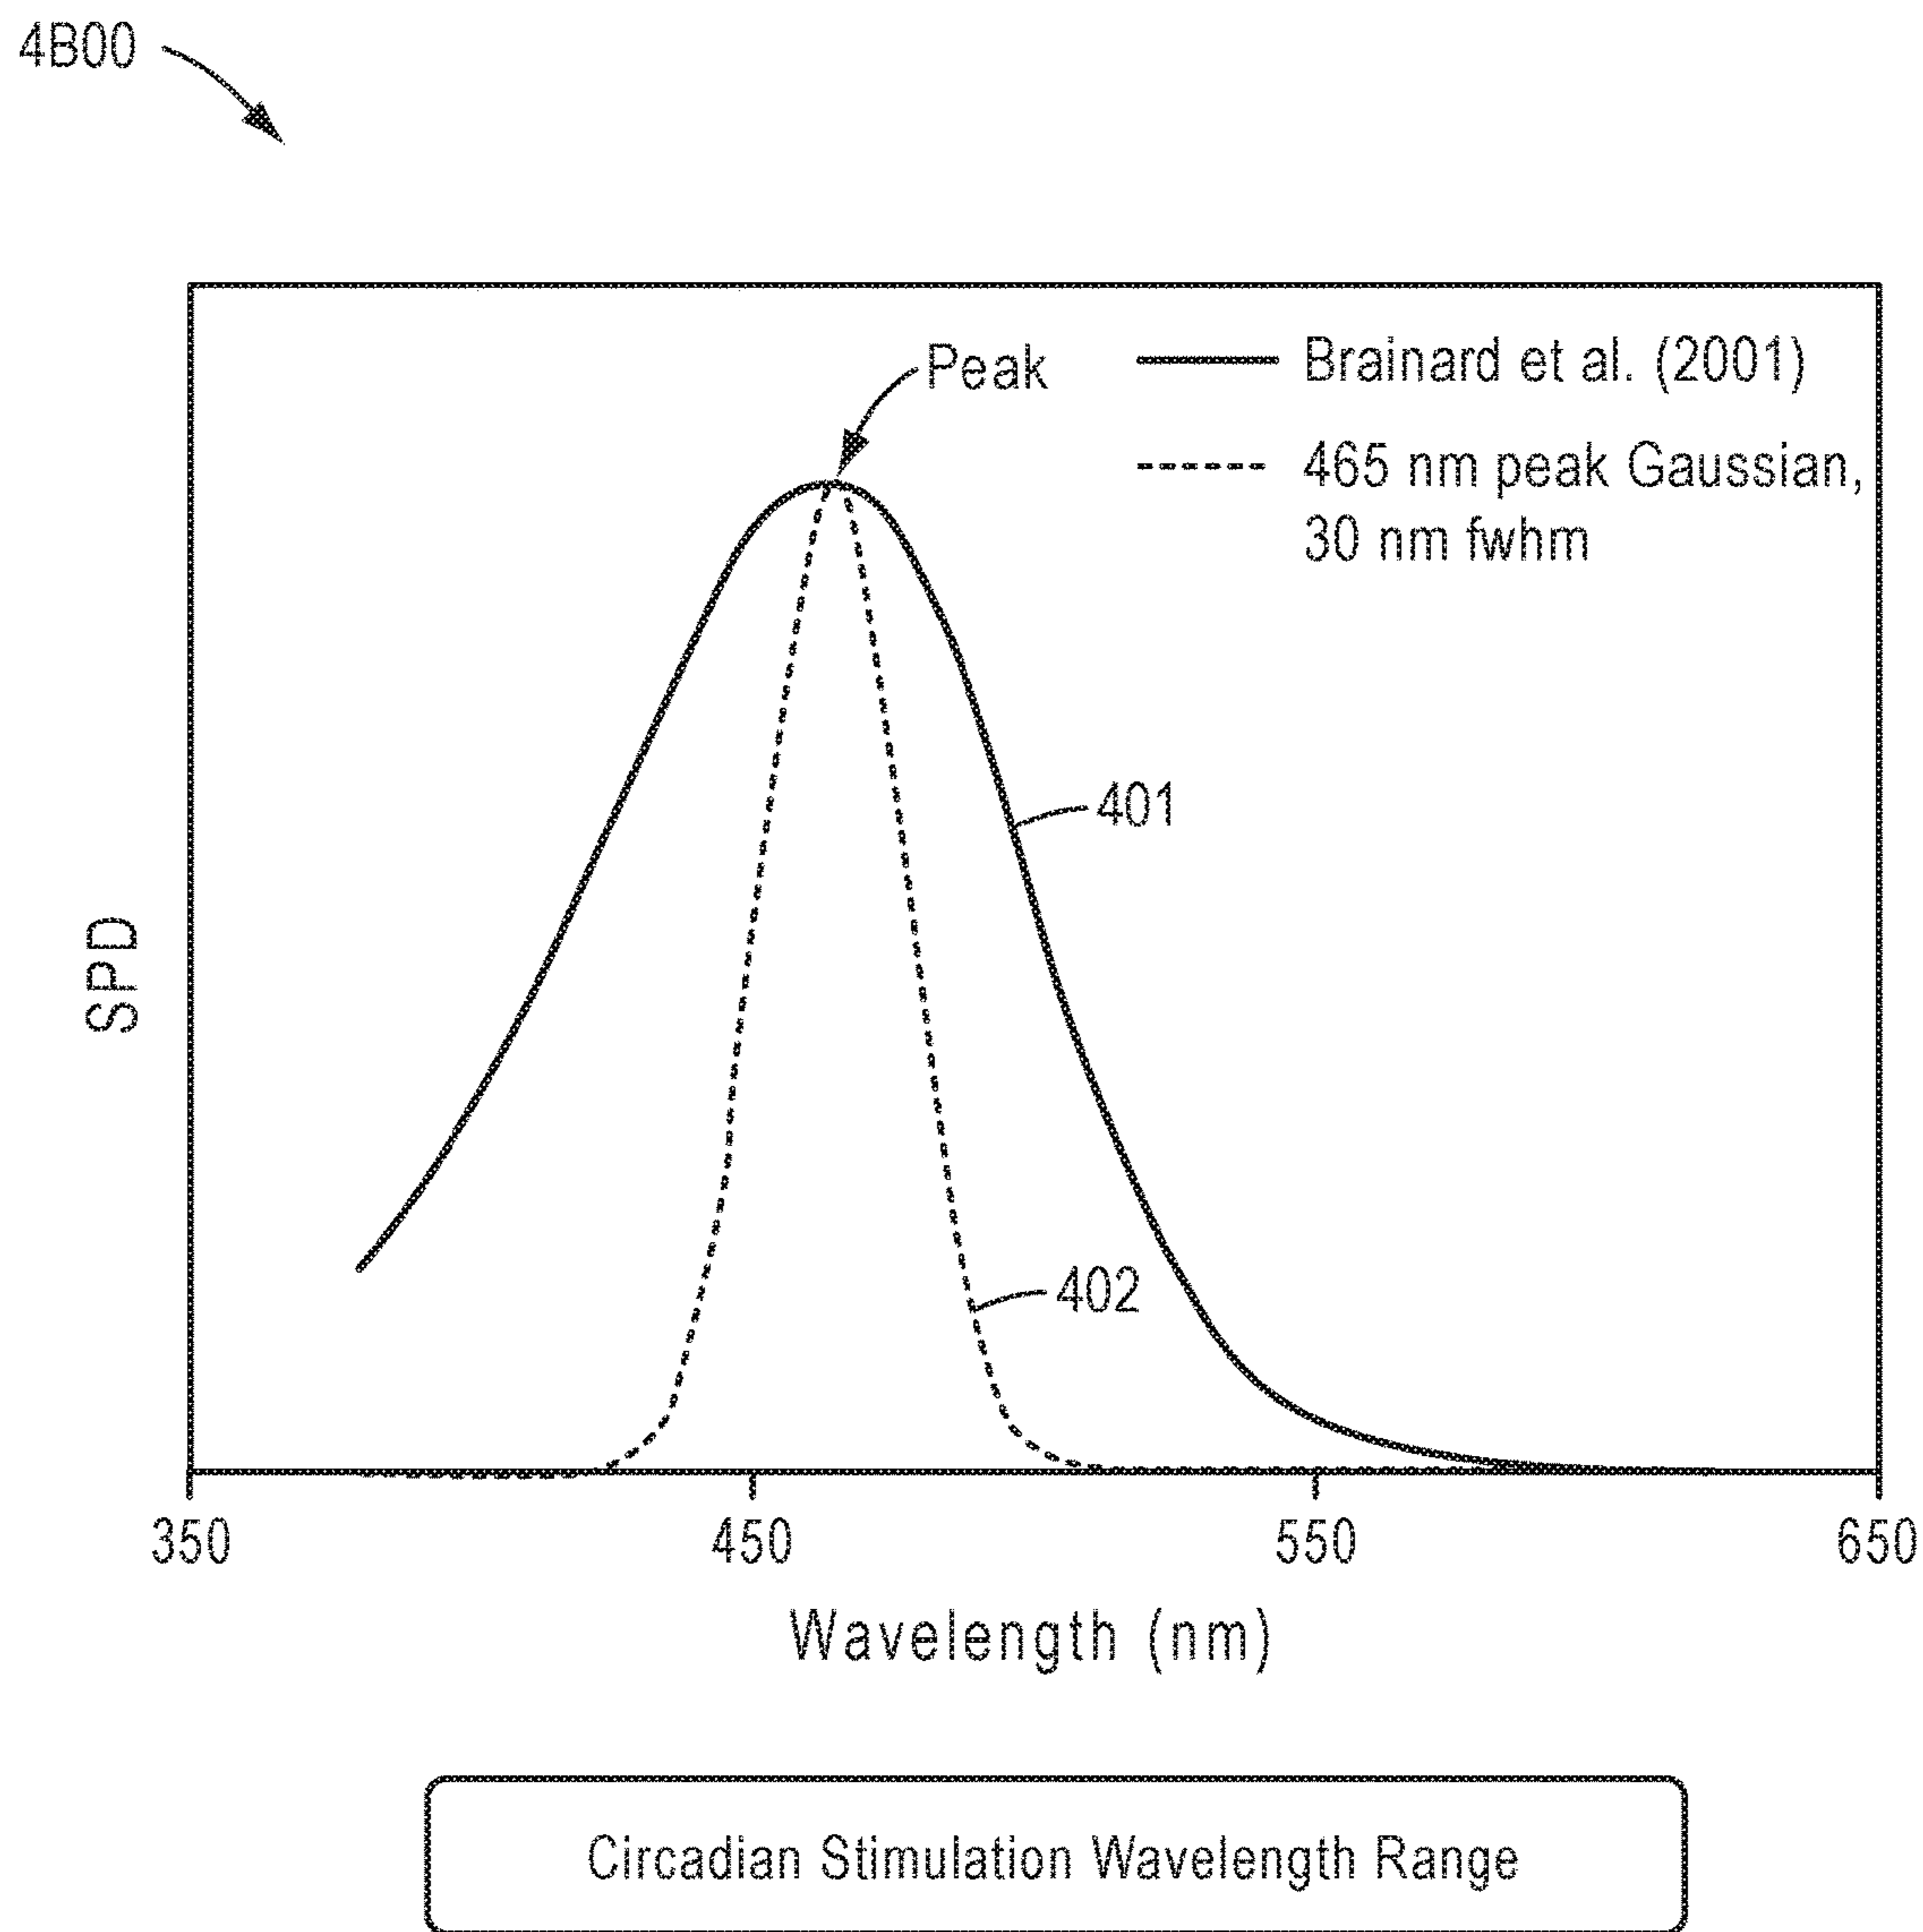 4B00
Peak
Brainard et al. (2001)
465 nm peak Gaussian,
30 nm fwhm
401
402
SPD
350 450 550 650
Wavelength (nm)
Circadian Stimulation Wavelength Range